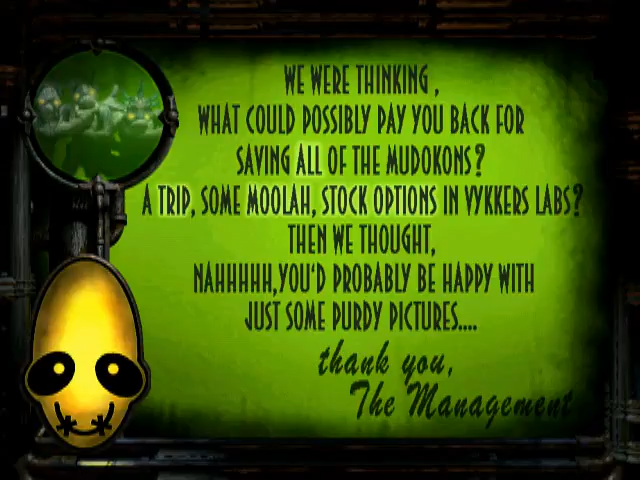 WE WERE THINKING ,
WHAT COULD POSSIBLY PAY YOU BACK FOR
SAVING ALL OF THE MUDOKONS?
A TRIP, SOME MOOLAH, STOCK OPTIONS IN VYKKERS LABS?
THEN WE THOUGHT,
NAHHHHH,YOU'D PROBABLY BE HAPPY WITH
JUST SOME PURDY PICTURES....
thank you,
The Management